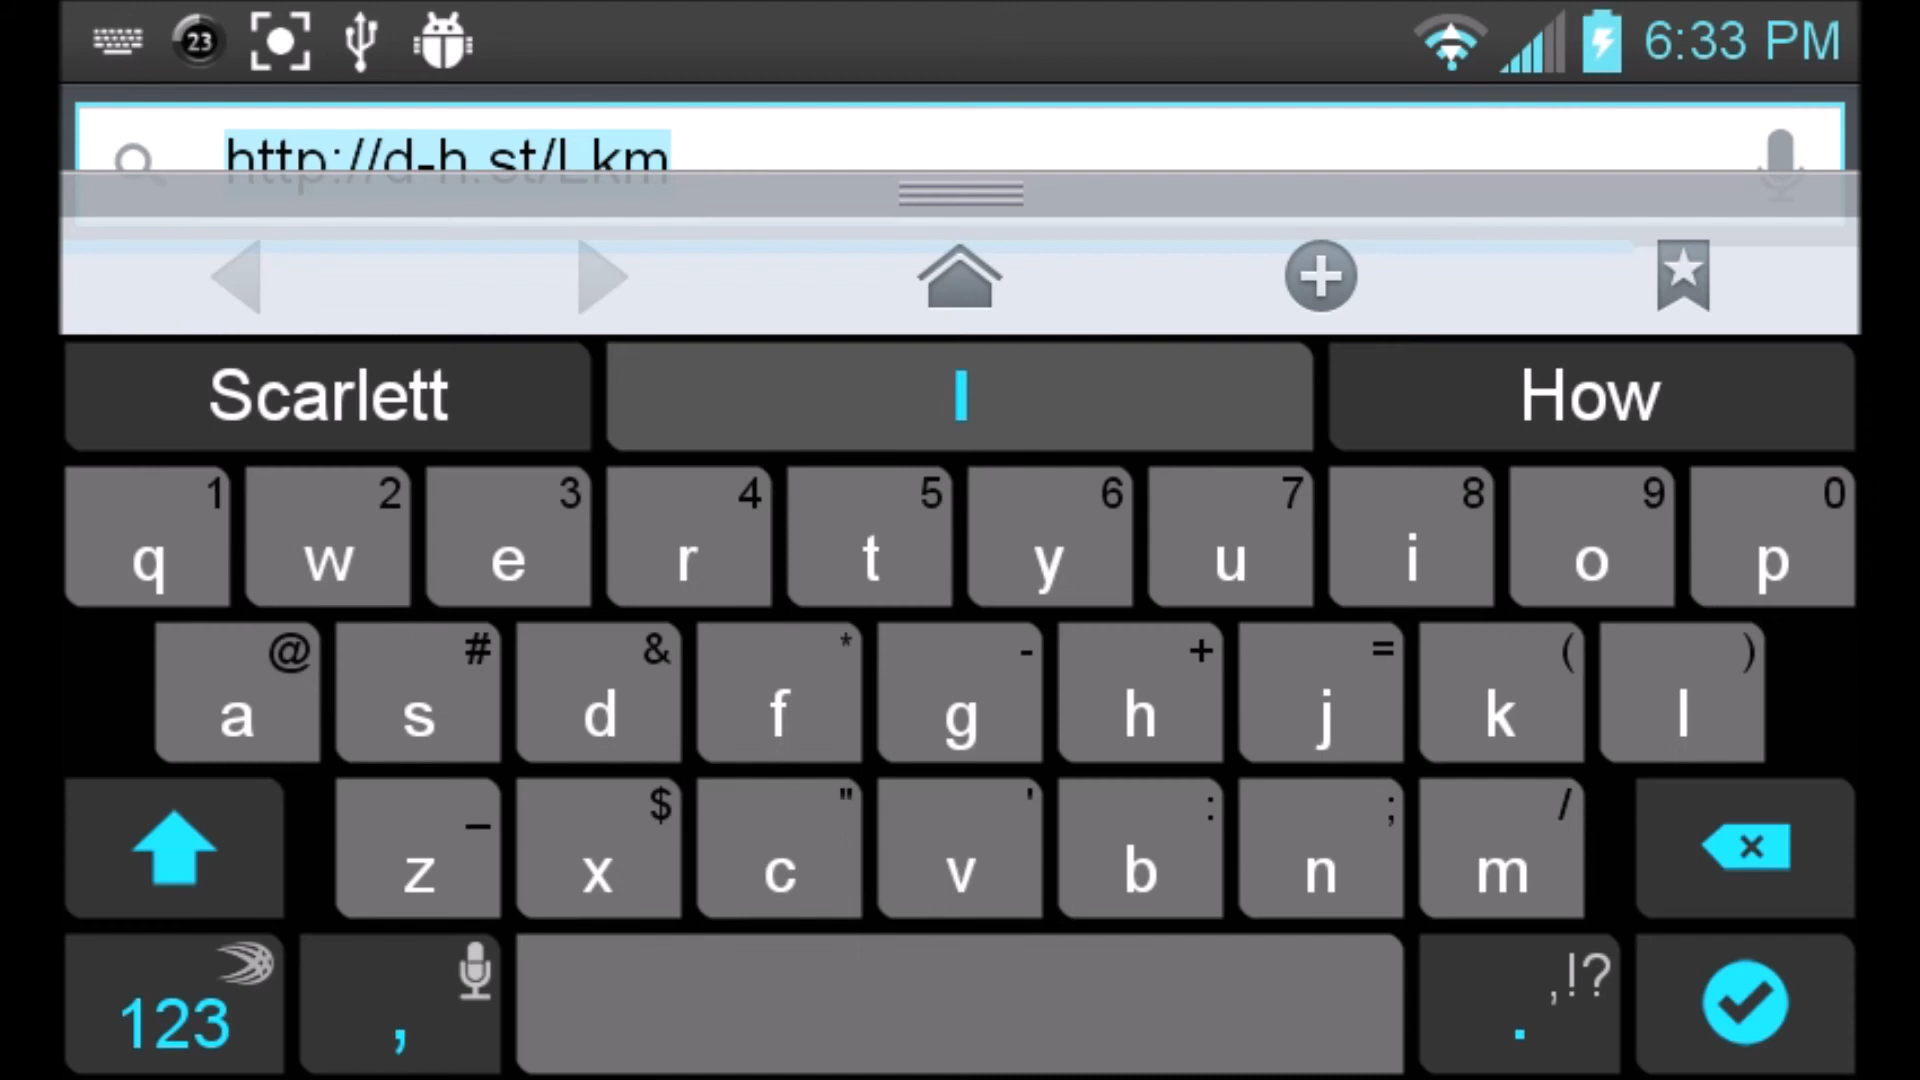 23 6:33 PM
http://d-h.st/Lkm
Scarlett I How
1 2 3 4 5 6 7 8 9 0
q w e r t y u i o p
@ # & * - + = ( )
a s d f g h j k l
_ $ " ' : ; /
z x c v b n m
,!?
123 , .